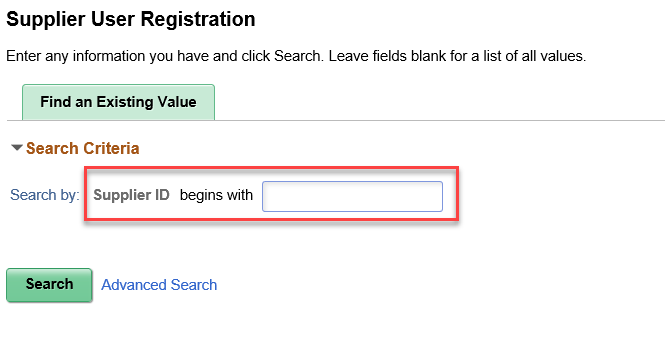 Supplier User Registration
Enter any information you have and click Search. Leave fields blank for a list of all values.
Find an Existing Value
Search Criteria
Search by: Supplier ID begins with
Search Advanced Search